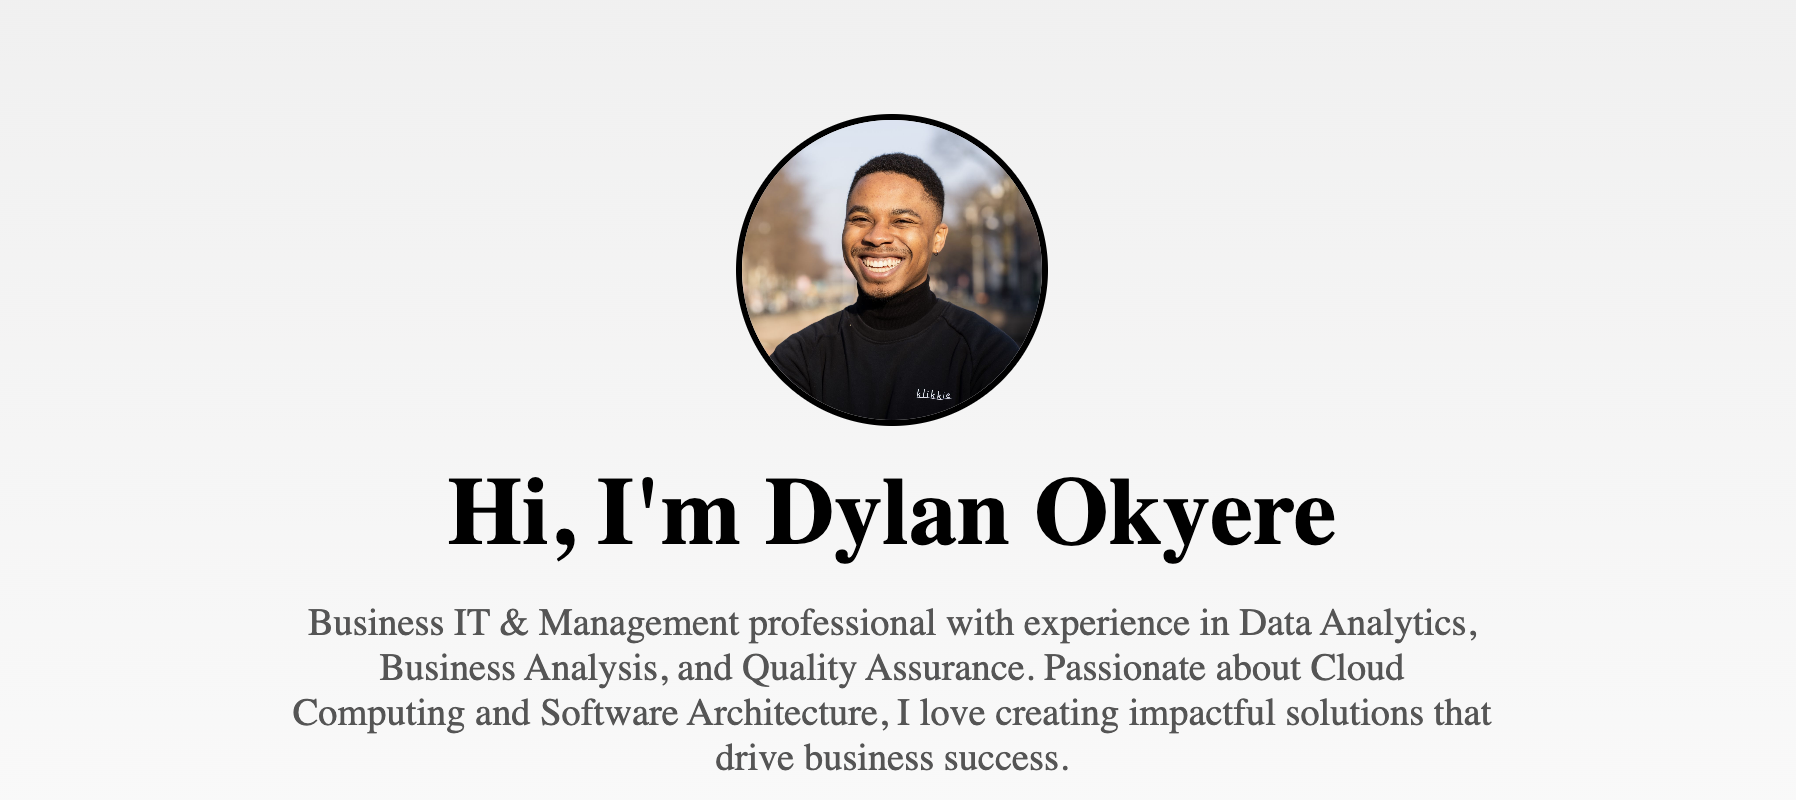 klikkie
Hi, I'm Dylan Okyere
Business IT & Management professional with experience in Data Analytics,
Business Analysis, and Quality Assurance. Passionate about Cloud
Computing and Software Architecture, I love creating impactful solutions that
drive business success.